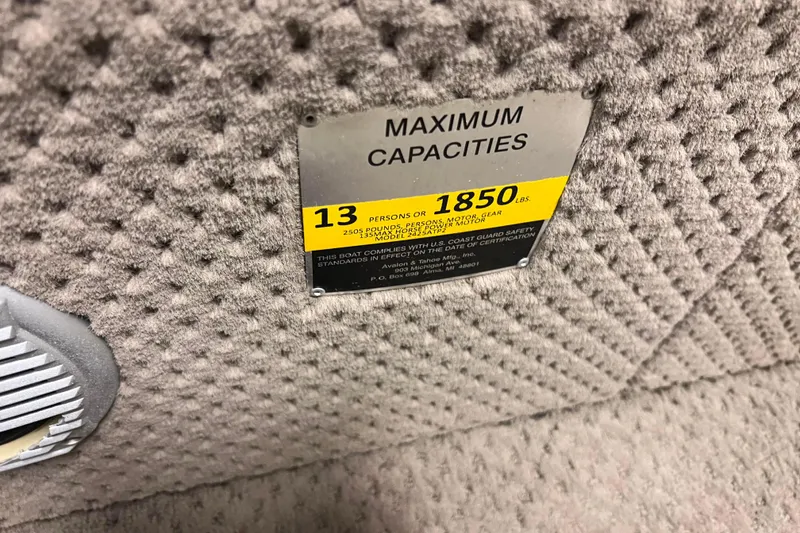 MAXIMUM
CAPACITIES
13 PERSONS OR 1850 LBS.
2505 POUNDS, PERSONS, MOTOR, GEAR
135MAX HORSE POWER MOTOR
MODEL 2425ATP2
THIS BOAT COMPLIES WITH U.S. COAST GUARD SAFETY
STANDARDS IN EFFECT ON THE DATE OF CERTIFICATION
Avalon & Tahoe Mfg., Inc.
903 Michigan Ave.
P.O. Box 698 Alma, MI 48801